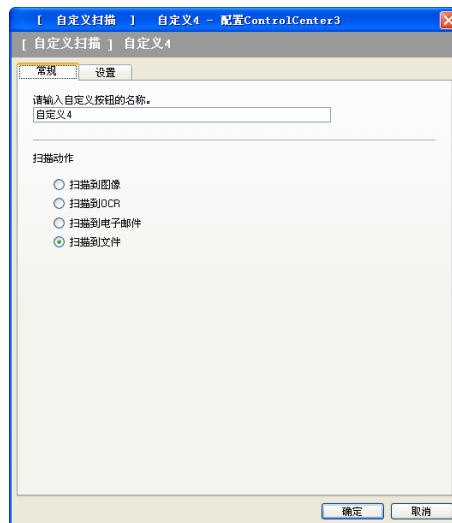 [ 自定义扫描 ] 自定义4 - 配置ControlCenter3
[ 自定义扫描 ] 自定义4
常规 设置
请输入自定义按钮的名称。
自定义4
扫描动作
扫描到图像
扫描到OCR
扫描到电子邮件
扫描到文件
确定 取消